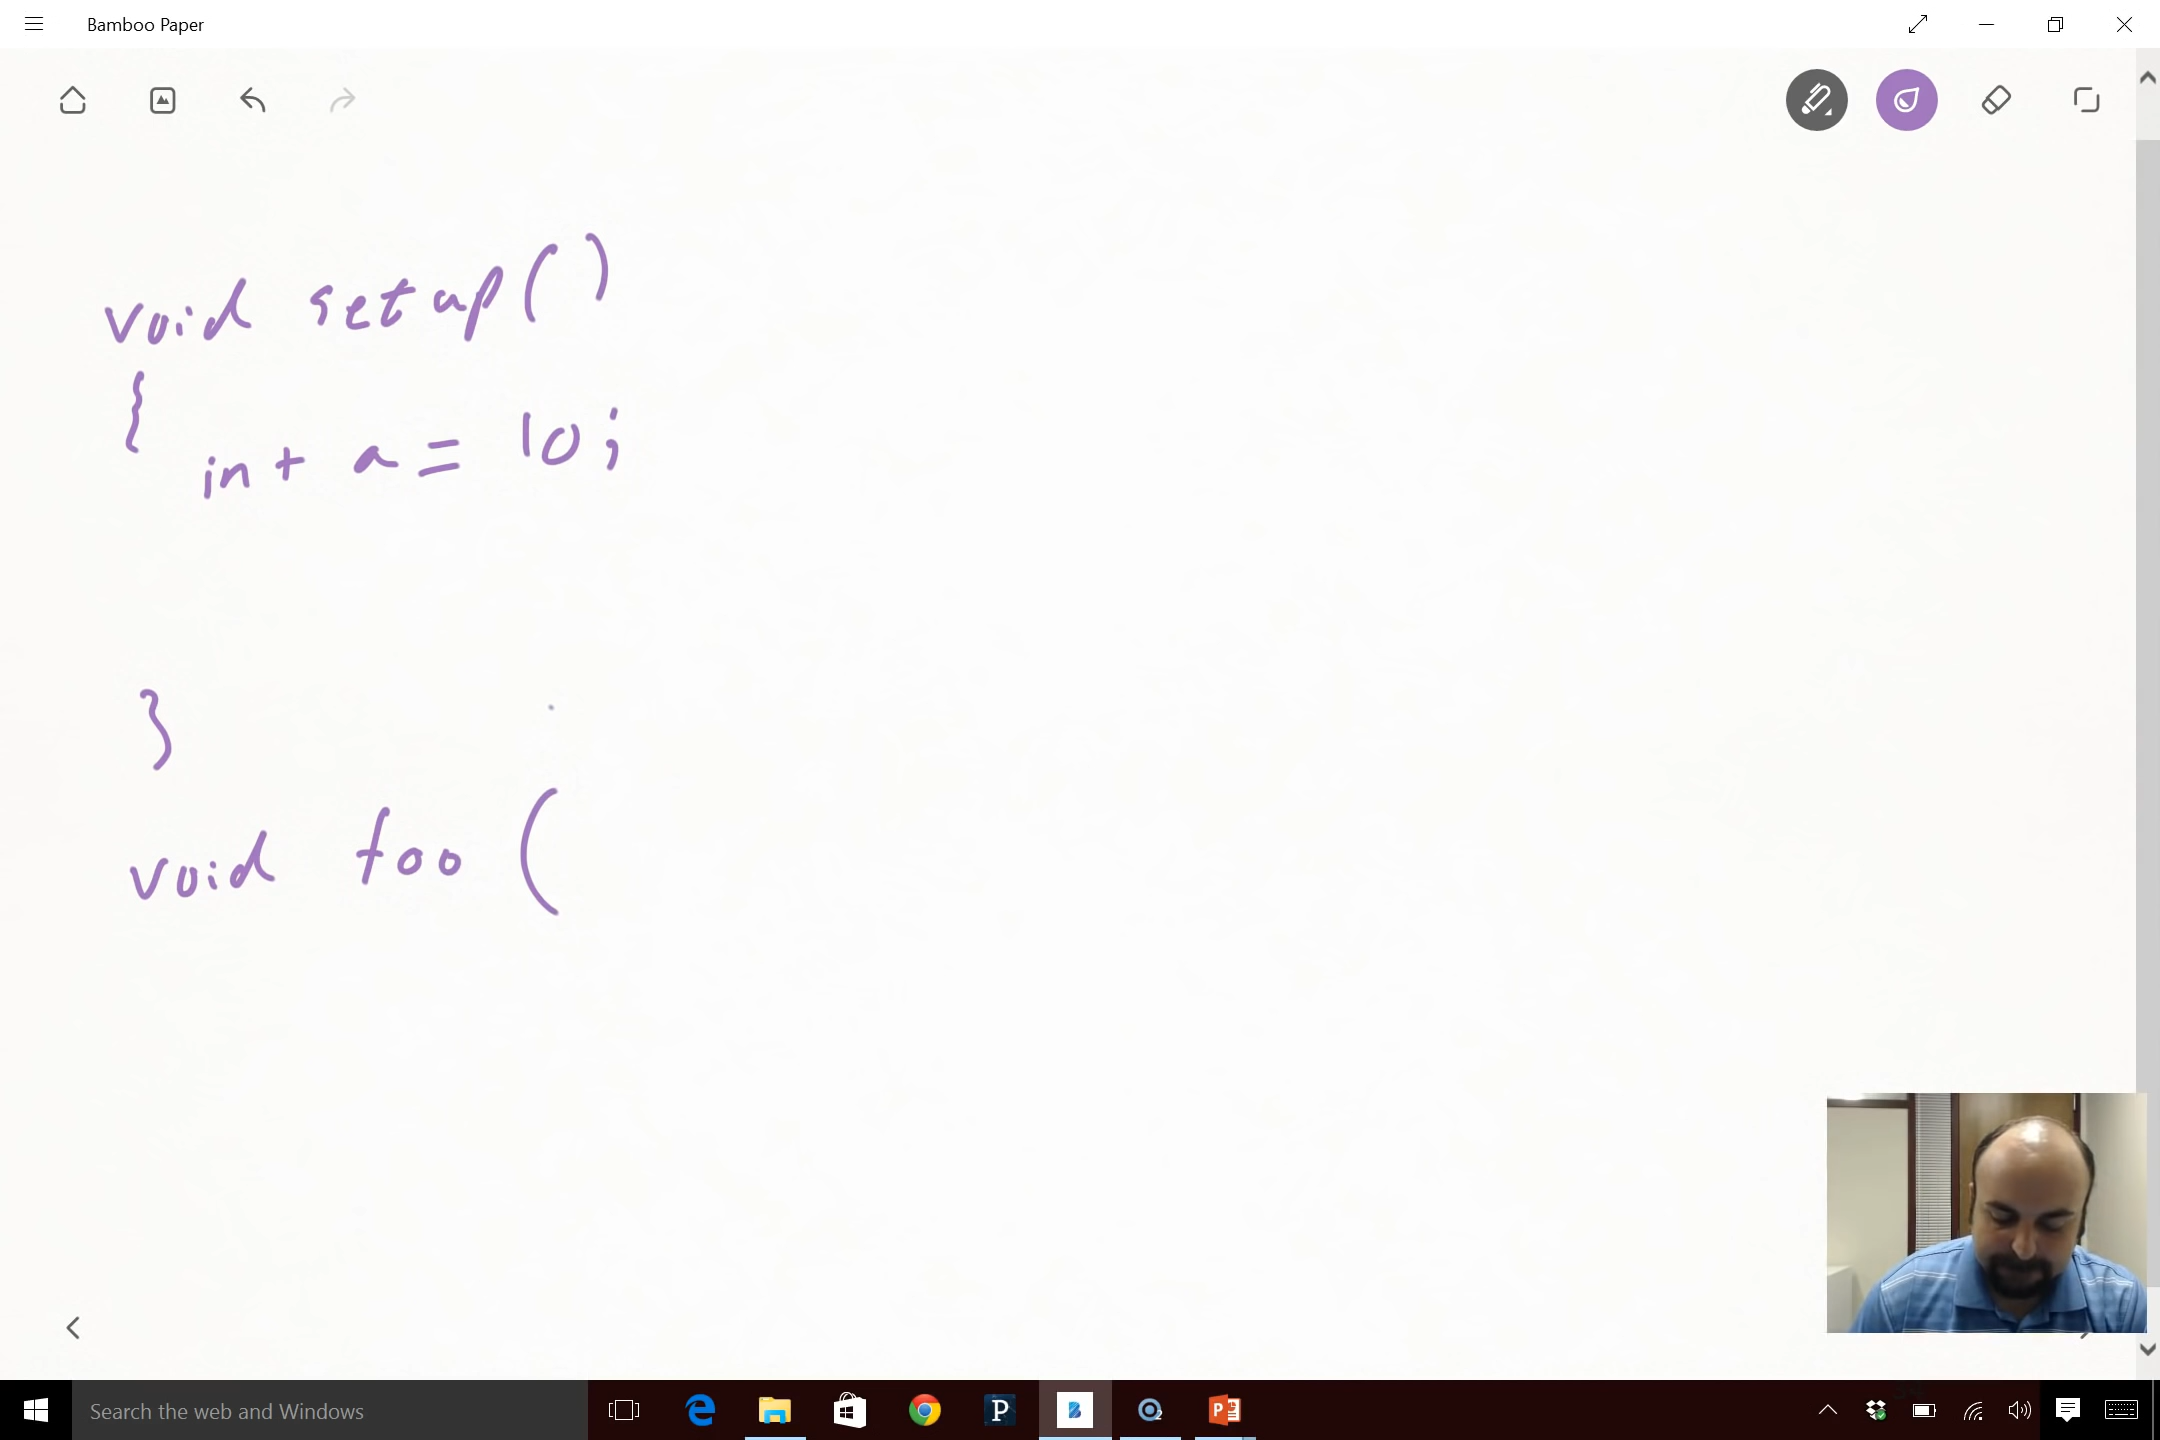 Bamboo Paper
void setup()
{
int a = 10;
}
void foo (
Search the web and Windows